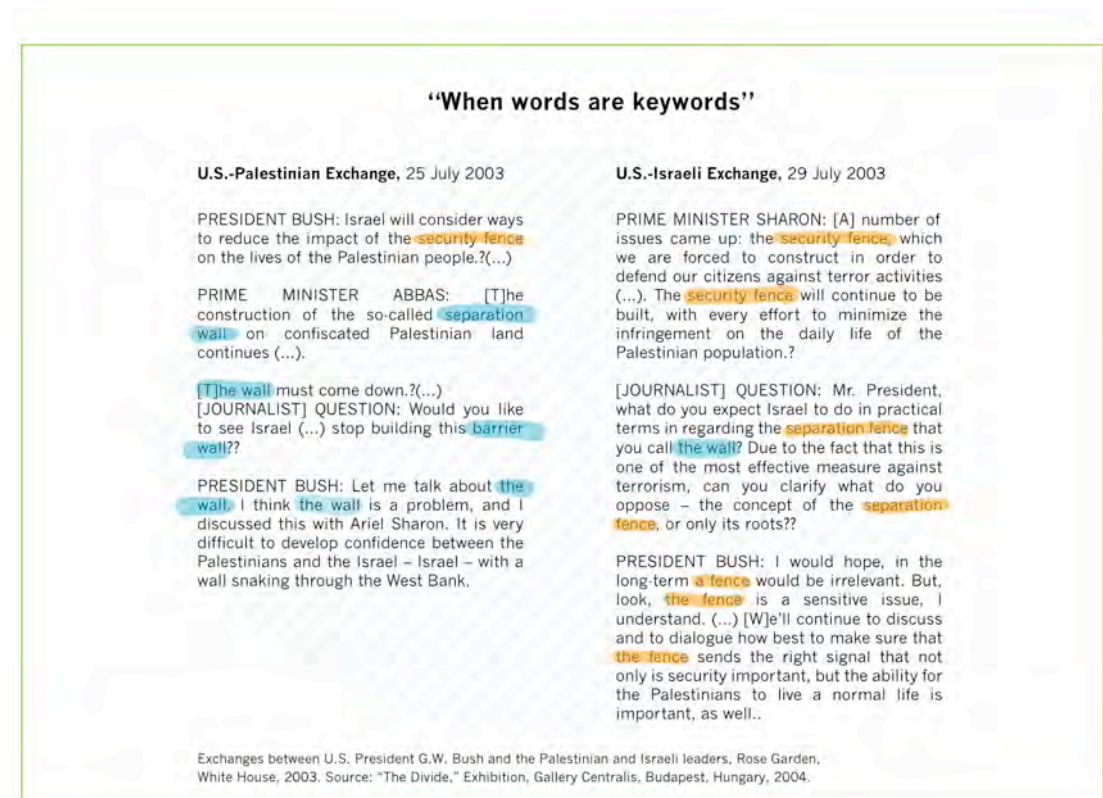 “When words are keywords”
U.S.-Palestinian Exchange, 25 July 2003
PRESIDENT BUSH: Israel will consider ways
to reduce the impact of the security fence
on the lives of the Palestinian people.?(...)
PRIME MINISTER ABBAS: [T]he
construction of the so-called separation
wall on confiscated Palestinian land
continues (...).
[T]he wall must come down.?(...)
[JOURNALIST] QUESTION: Would you like
to see Israel (...) stop building this barrier
wall??
PRESIDENT BUSH: Let me talk about the
wall. I think the wall is a problem, and I
discussed this with Ariel Sharon. It is very
difficult to develop confidence between the
Palestinians and the Israel – Israel – with a
wall snaking through the West Bank.
U.S.-Israeli Exchange, 29 July 2003
PRIME MINISTER SHARON: [A] number of
issues came up: the security fence, which
we are forced to construct in order to
defend our citizens against terror activities
(...). The security fence will continue to be
built, with every effort to minimize the
infringement on the daily life of the
Palestinian population.?
[JOURNALIST] QUESTION: Mr. President,
what do you expect Israel to do in practical
terms in regarding the separation fence that
you call the wall? Due to the fact that this is
one of the most effective measure against
terrorism, can you clarify what do you
oppose – the concept of the separation
fence, or only its roots??
PRESIDENT BUSH: I would hope, in the
long-term a fence would be irrelevant. But,
look, the fence is a sensitive issue, I
understand. (...) [W]e'll continue to discuss
and to dialogue how best to make sure that
the fence sends the right signal that not
only is security important, but the ability for
the Palestinians to live a normal life is
important, as well..
Exchanges between U.S. President G.W. Bush and the Palestinian and Israeli leaders, Rose Garden,
White House, 2003. Source: “The Divide,” Exhibition, Gallery Centralis, Budapest, Hungary, 2004.